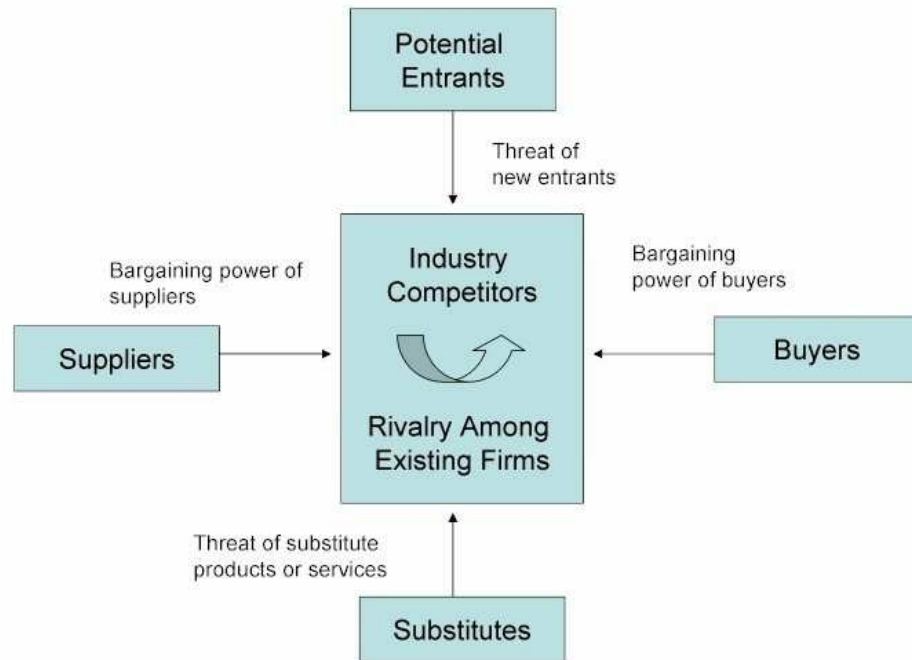 Potential
Entrants
Threat of
new entrants
Industry
Competitors
Bargaining power of
suppliers
Bargaining
power of buyers
Suppliers
Buyers
Rivalry Among
Existing Firms
Threat of substitute
products or services
Substitutes